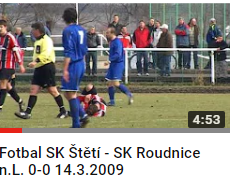 4:53
Fotbal SK Štětí - SK Roudnice
n.L. 0-0 14.3.2009